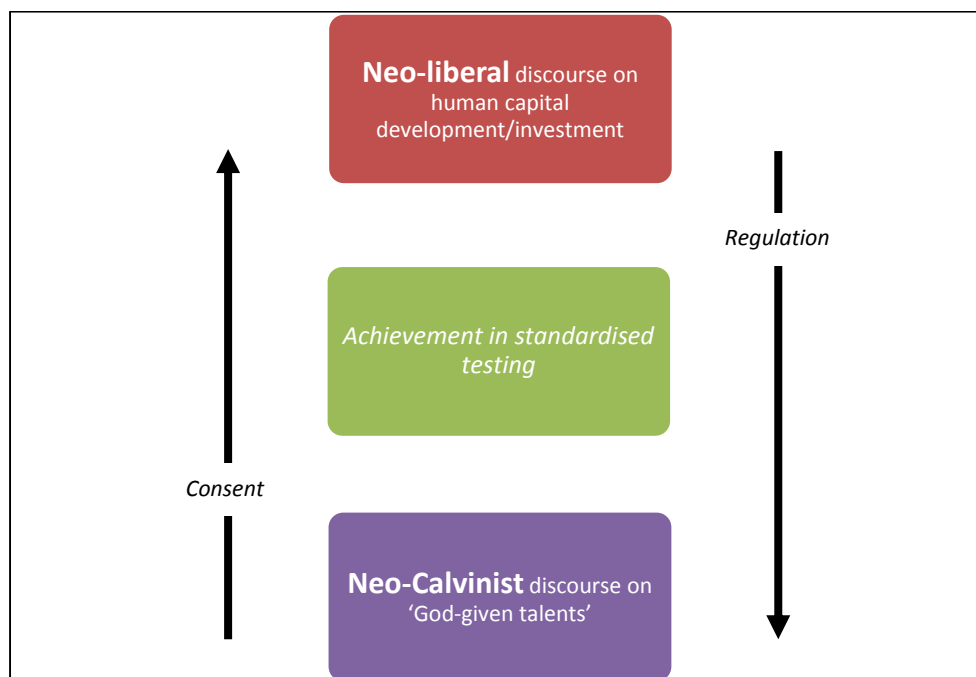 Neo-liberal discourse on
human capital
development/investment
Regulation
Achievement in standardised
testing
Consent
Neo-Calvinist discourse on
‘God-given talents’